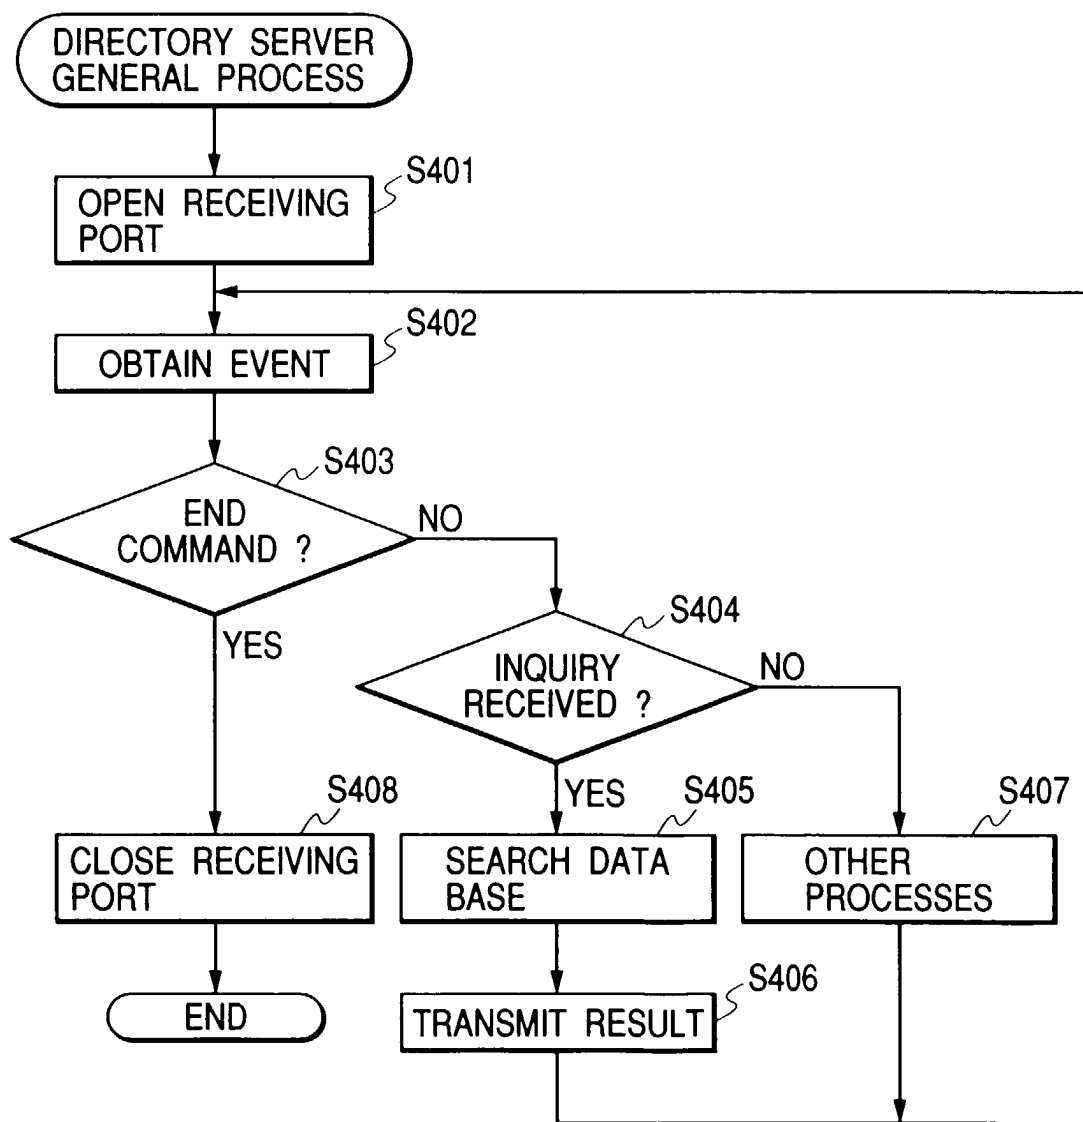 DIRECTORY SERVER
GENERAL PROCESS
S401
OPEN RECEIVING
PORT
S402
OBTAIN EVENT
S403
END
COMMAND ?
NO
YES
S404
INQUIRY
RECEIVED ?
NO
YES
S408
CLOSE RECEIVING
PORT
S405
SEARCH DATA
BASE
S407
OTHER
PROCESSES
END
S406
TRANSMIT RESULT